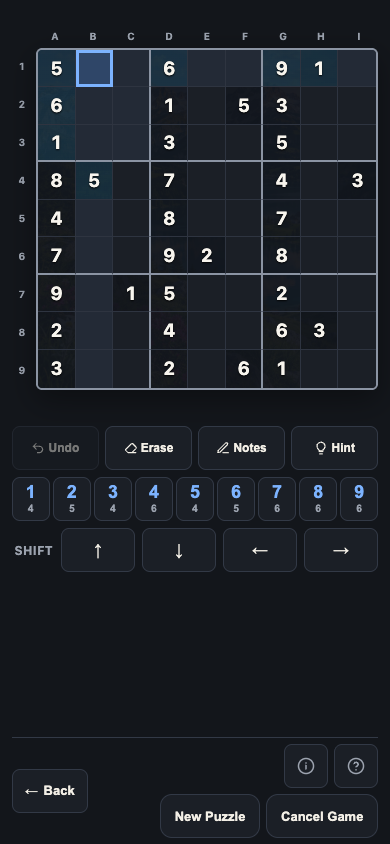 A B C D E F G H I
1 5 6 9 1
2 6 1 5 3
3 1 3 5
4 8 5 7 4 3
5 4 8 7
6 7 9 2 8
7 9 1 5 2
8 2 4 6 3
9 3 2 6 1
Undo Erase Notes Hint
1 2 3 4 5 6 7 8 9
4 5 4 6 4 5 6 6 6
SHIFT ↑ ↓ ← →
← Back
New Puzzle Cancel Game